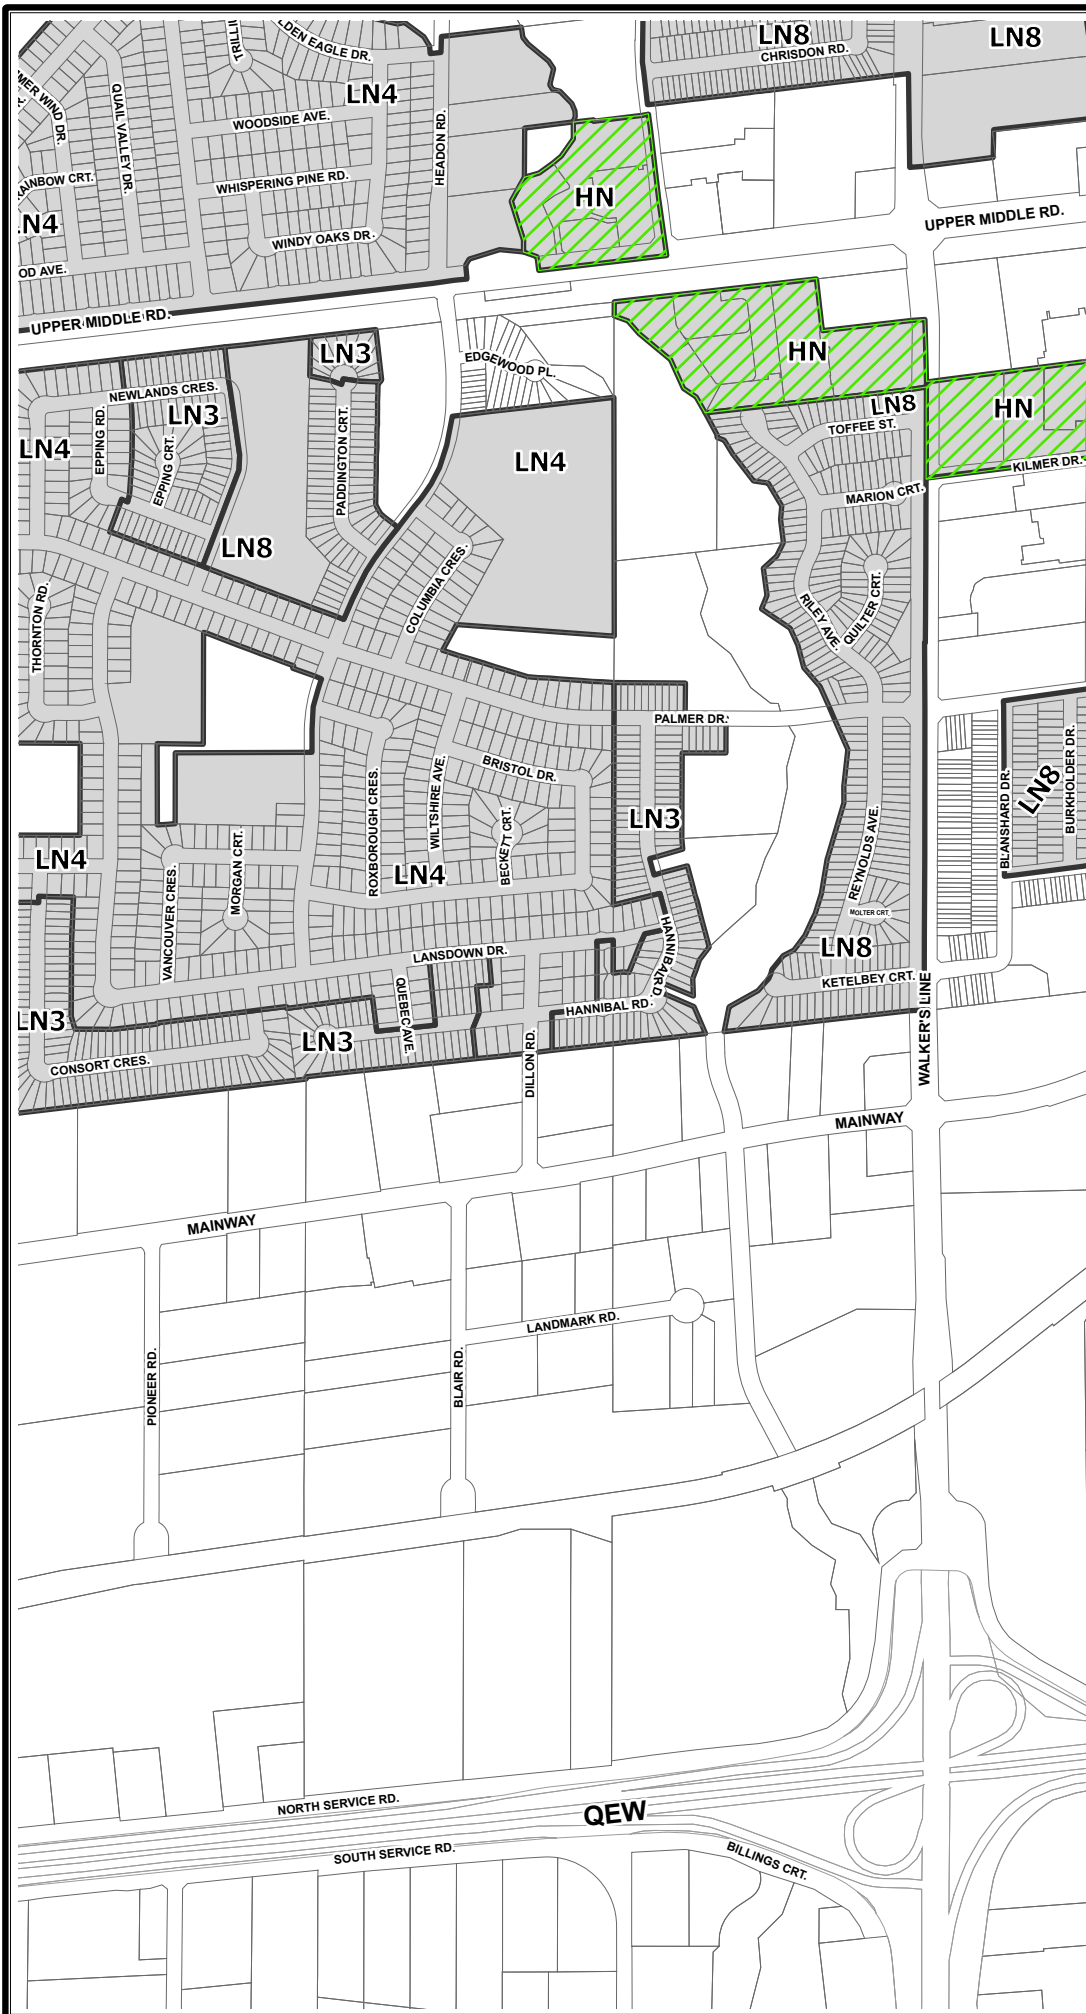 LN8
LN8
CHRISDON RD.
LDEN EAGLE DR.
LN4
QUAIL VALLEY DR.
WOODSIDE AVE.
HEADON RD.
MER WIND DR.
AINBOW CRT.
WHISPERING PINE RD.
HN
LN4
WINDY OAKS DR.
UPPER MIDDLE RD.
OD AVE.
UPPER MIDDLE RD.
LN3
EDGEWOOD PL.
HN
NEWLANDS CRES.
LN3
LN8
HN
EPPING RD.
EPPING CRT.
PADDINGTON CRT.
TOFFEE ST.
LN4
LN4
KILMER DR.
MARION CRT.
LN8
THORNTON RD.
COLUMBIA CRES.
RILEY AVE.
QUILTER CRT.
PALMER DR.
BRISTOL DR.
ROXBOROUGH CRES.
WILTSHIRE AVE.
BECKETT CRT.
LN3
LN8
BLANSHARD DR.
BURKHOLDER DR.
LN4
MORGAN CRT.
VANCOUVER CRES.
LN4
REYNOLDS AVE.
MOLTER CRT.
LANSDOWN DR.
HANNIBAL RD.
LN8
QUEBEC AVE.
KETELBEY CRT.
HANNIBAL RD.
LN3
LN3
CONSORT CRES.
DILLON RD.
WALKER'S LINE
MAINWAY
MAINWAY
LANDMARK RD.
PIONEER RD.
BLAIR RD.
NORTH SERVICE RD.
QEW
SOUTH SERVICE RD.
BILLINGS CRT.